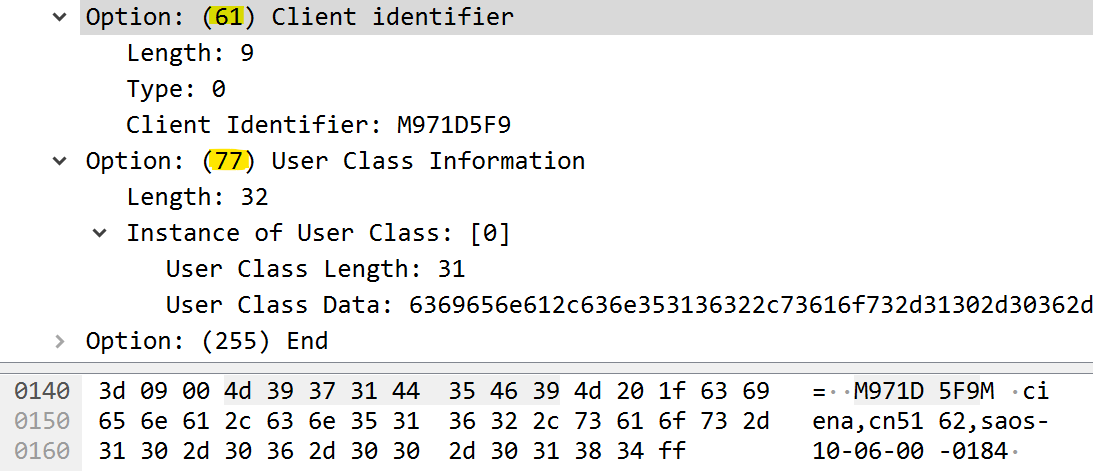 Option: (61) Client identifier
Length: 9
Type: 0
Client Identifier: M971D5F9
Option: (77) User Class Information
Length: 32
Instance of User Class: [0]
User Class Length: 31
User Class Data: 6369656e612c636e353136322c73616f732d31302d30362d
Option: (255) End
0140 3d 09 00 4d 39 37 31 44 35 46 39 4d 20 1f 63 69 =··M971D 5F9M ·ci
0150 65 6e 61 2c 63 6e 35 31 36 32 2c 73 61 6f 73 2d ena,cn51 62,saos-
0160 31 30 2d 30 36 2d 30 30 2d 30 31 38 34 ff 10-06-00 -0184·